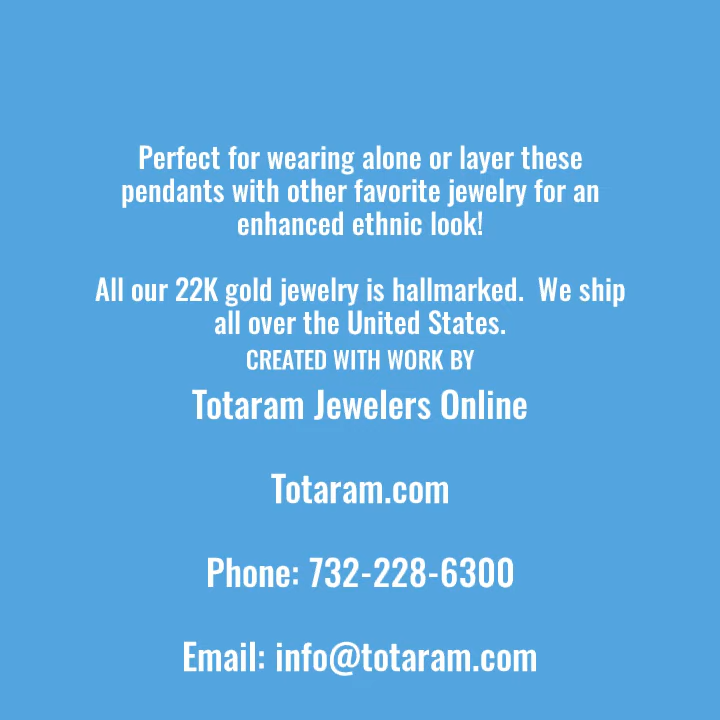 Perfect for wearing alone or layer these
pendants with other favorite jewelry for an
enhanced ethnic look!
All our 22K gold jewelry is hallmarked.  We ship
all over the United States.
CREATED WITH WORK BY
Totaram Jewelers Online
Totaram.com
Phone: 732-228-6300
Email: info@totaram.com